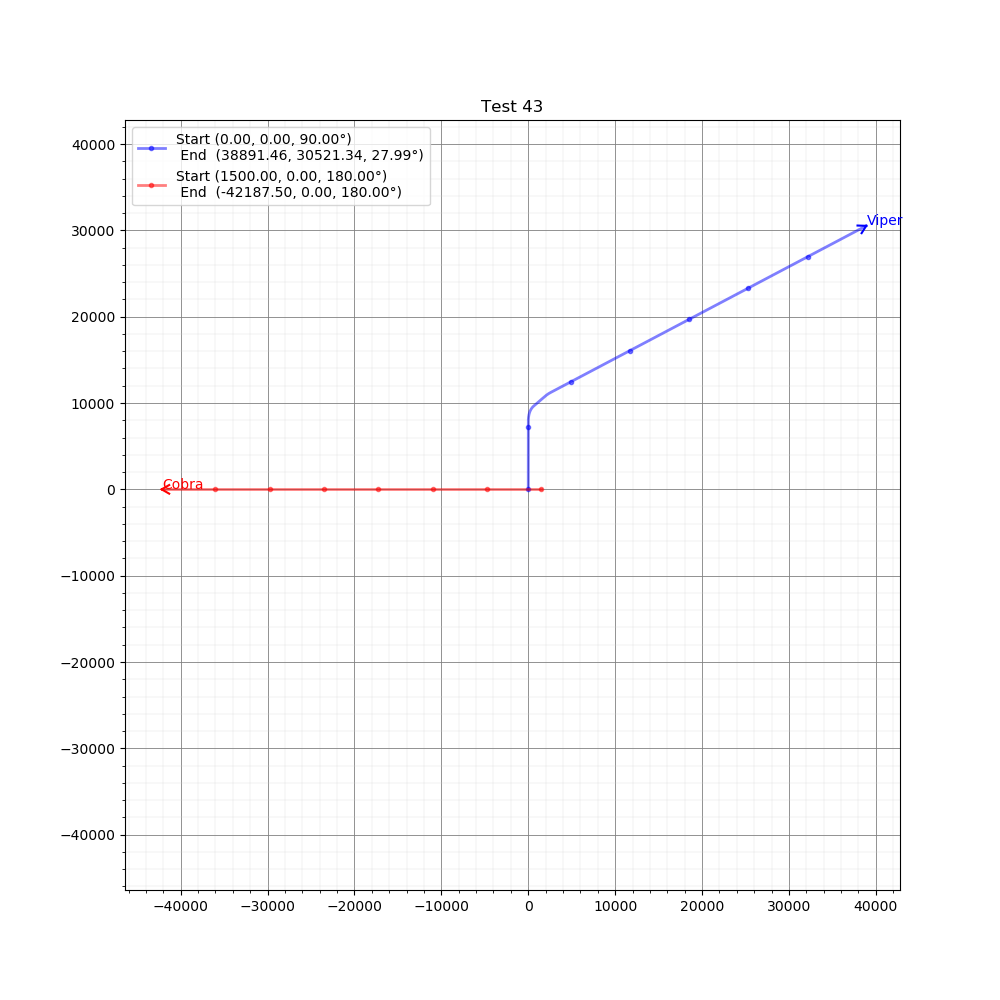 Test 43
Start (0.00, 0.00, 90.00°)
End  (38891.46, 30521.34, 27.99°)
Start (1500.00, 0.00, 180.00°)
End  (-42187.50, 0.00, 180.00°)
40000
30000
20000
10000
0
−10000
−20000
−30000
−40000
Viper
Cobra
−40000 −30000 −20000 −10000 0 10000 20000 30000 40000